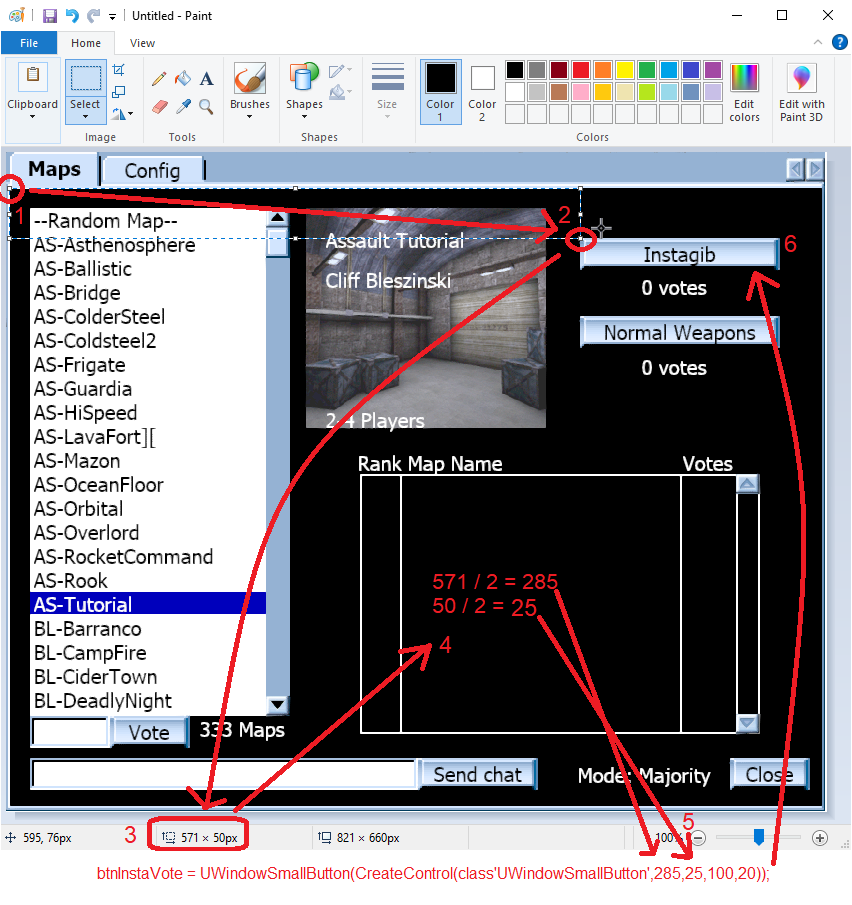 Untitled - Paint
File Home View
Clipboard
Select
Image
A
Tools
Brushes
Shapes
Shapes
Size
Color
1
Color
2
Edit
colors
Colors
Edit with
Paint 3D
Maps Config
1
2
--Random Map--
AS-Asthenosphere
AS-Ballistic
AS-Bridge
AS-ColderSteel
AS-Coldsteel2
AS-Frigate
AS-Guardia
AS-HiSpeed
AS-LavaFort][
AS-Mazon
AS-OceanFloor
AS-Orbital
AS-Overlord
AS-RocketCommand
AS-Rook
AS-Tutorial
BL-Barranco
BL-CampFire
BL-CiderTown
BL-DeadlyNight
Assault Tutorial
Cliff Bleszinski
2-4 Players
Instagib
6
0 votes
Normal Weapons
0 votes
Rank Map Name Votes
571 / 2 = 285
50 / 2 = 25
4
Vote 333 Maps
Send chat Mode: Majority Close
595, 76px
3
571 × 50px
821 × 660px
5
100%
btnInstaVote = UWindowSmallButton(CreateControl(class'UWindowSmallButton',285,25,100,20));